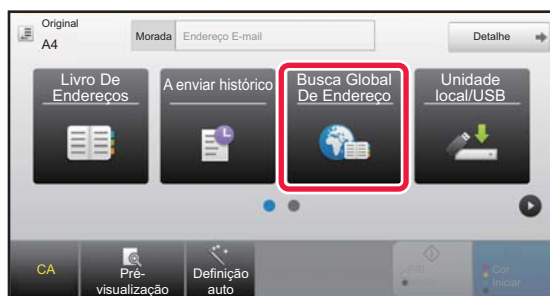 Original
A4
Morada
Endereço E-mail
Detalhe
Livro De
Endereços
A enviar histórico
Busca Global
De Endereço
Unidade
local/USB
CA
Pré-
visualização
Definição
auto
P/B
Iniciar
Cor
Iniciar